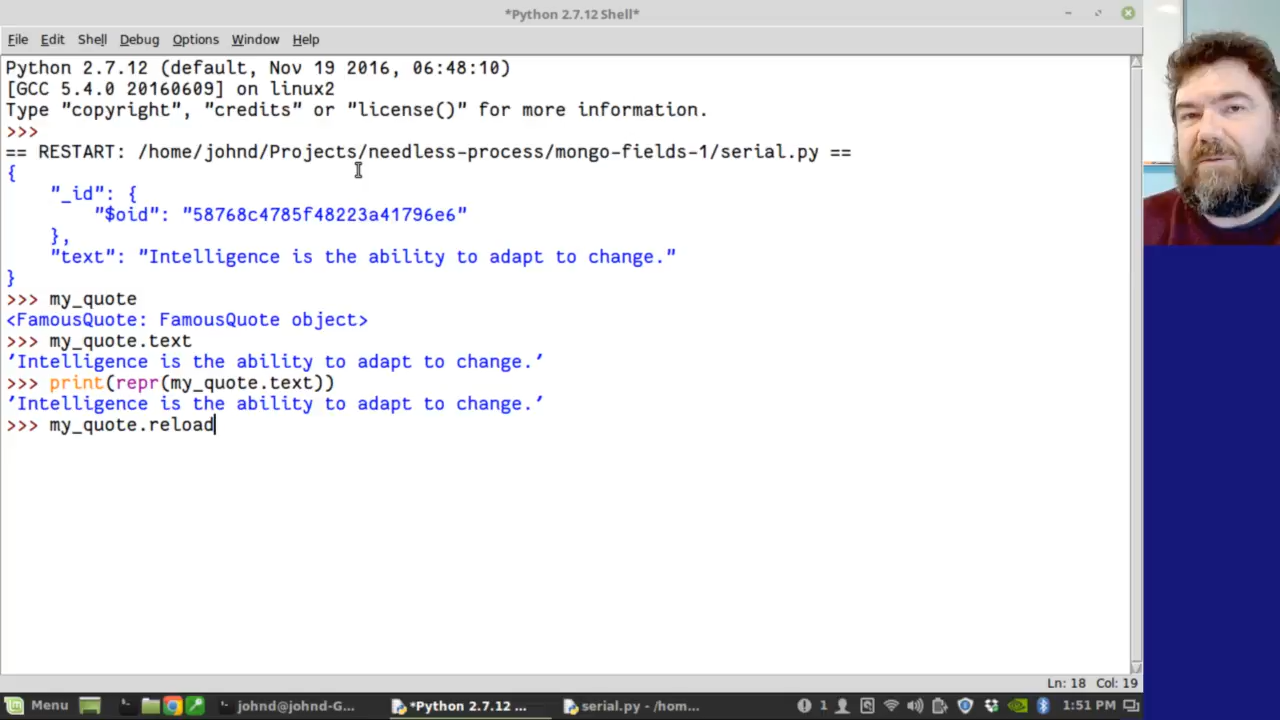 *Python 2.7.12 Shell*
File Edit Shell Debug Options Window Help
Python 2.7.12 (default, Nov 19 2016, 06:48:10)
[GCC 5.4.0 20160609] on linux2
Type "copyright", "credits" or "license()" for more information.
>>>
== RESTART: /home/johnd/Projects/needless-process/mongo-fields-1/serial.py ==
{
    "_id": {
        "$oid": "58768c4785f48223a41796e6"
    },
    "text": "Intelligence is the ability to adapt to change."
}
>>> my_quote
<FamousQuote: FamousQuote object>
>>> my_quote.text
'Intelligence is the ability to adapt to change.'
>>> print(repr(my_quote.text))
'Intelligence is the ability to adapt to change.'
>>> my_quote.reload
Ln: 18 Col: 19
Menu johnd@johnd-G... *Python 2.7.12 ... serial.py - /hom... 1 1:51 PM